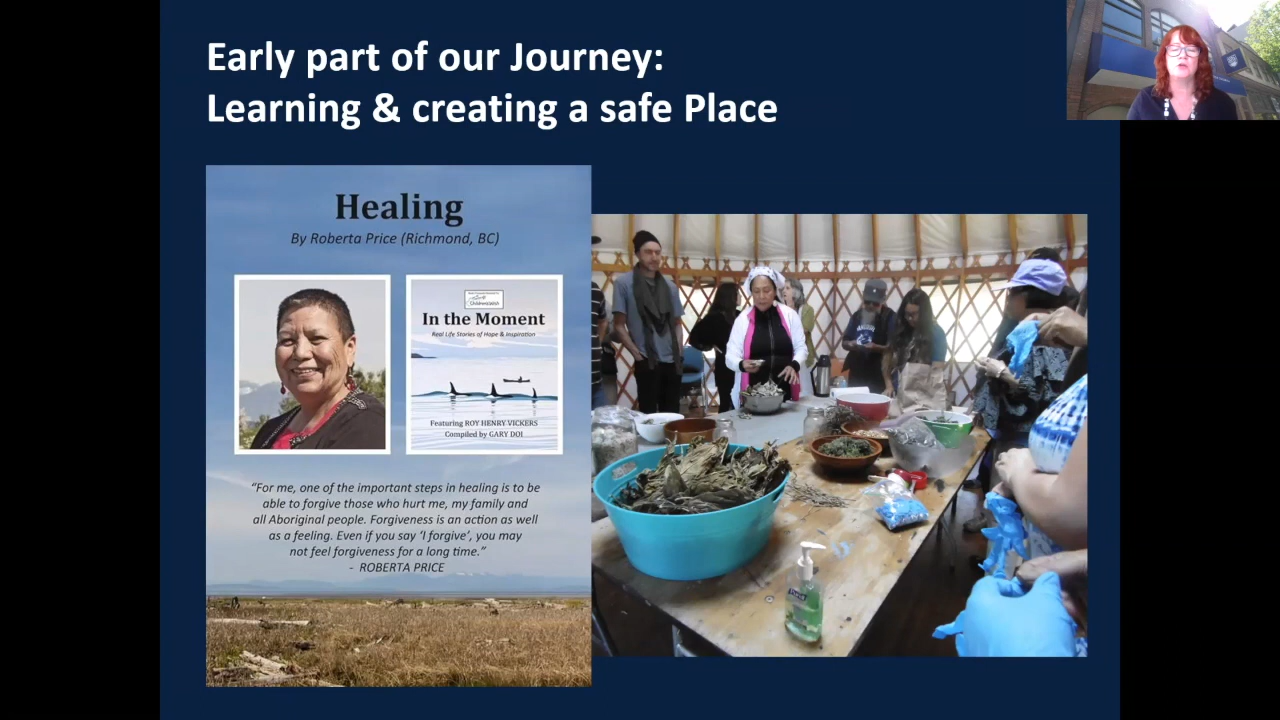 Early part of our Journey:
Learning & creating a safe Place
Healing
By Roberta Price (Richmond, BC)
In the Moment
Real Life Stories of Hope & Inspiration
Featuring ROY HENRY VICKERS
Compiled by GARY DOI
“For me, one of the important steps in healing is to be
able to forgive those who hurt me, my family and
all Aboriginal people. Forgiveness is an action as well
as a feeling. Even if you say ‘I forgive’, you may
not feel forgiveness for a long time.”
- ROBERTA PRICE